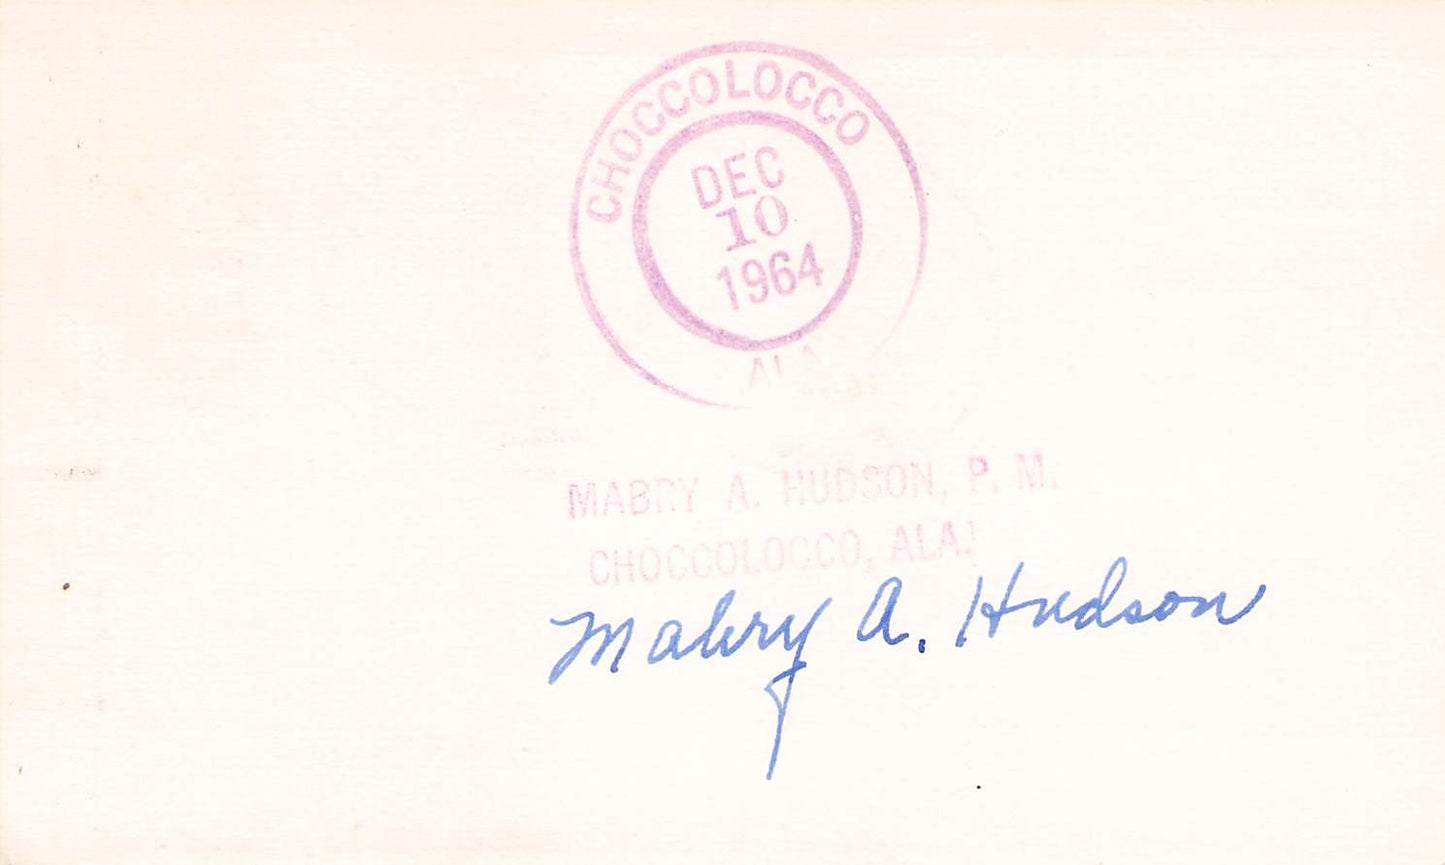 CHOCCOLOCCO
DEC
10
1964
ALA
MABRY A. HUDSON, P. M.
CHOCCOLOCCO, ALA.
Mabry A. Hudson